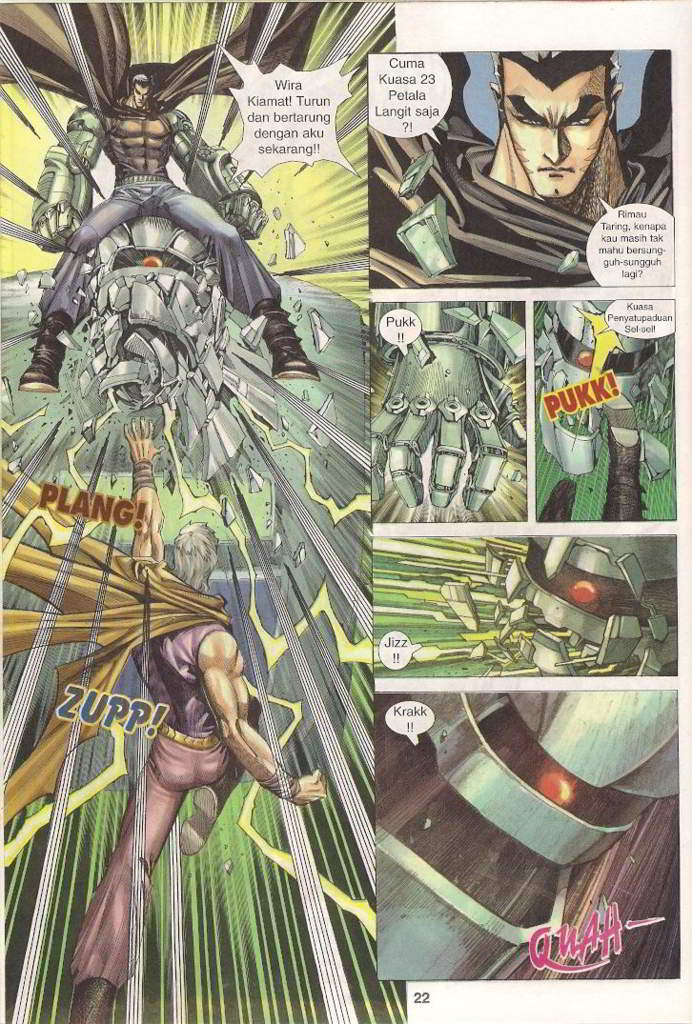 Wira
Kiamat! Turun
dan bertarung
dengan aku
sekarang!!
PLANG!
ZUPP!
Cuma
Kuasa 23
Petala
Langit saja
?!
Rimau
Taring, kenapa
kau masih tak
mahu bersung-
guh-sungguh
lagi?
Pukk
!!
Kuasa
Penyatupaduan
Sel-sel!
PUKK!
Jizz
!!
Krakk
!!
QUAH
22